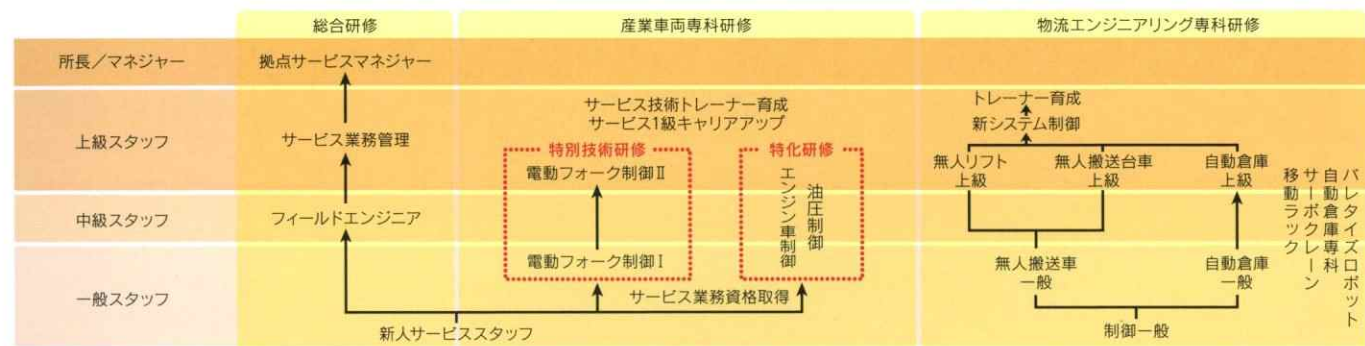 総合研修
産業車両専科研修
物流エンジニアリング専科研修
所長／マネジャー
拠点サービスマネジャー
上級スタッフ
サービス業務管理
サービス技術トレーナー育成
サービス1級キャリアアップ
特別技術研修
電動フォーク制御Ⅱ
特化研修
トレーナー育成
新システム制御
無人リフト
上級
無人搬送台車
上級
自動倉庫
上級
中級スタッフ
フィールドエンジニア
電動フォーク制御Ⅰ
油圧制御
エンジン車制御
無人搬送車
一般
自動倉庫
一般
パレタイズロボット
自動倉庫専科
サーボクレーン
移動ラック
一般スタッフ
サービス業務資格取得
新人サービススタッフ
制御一般